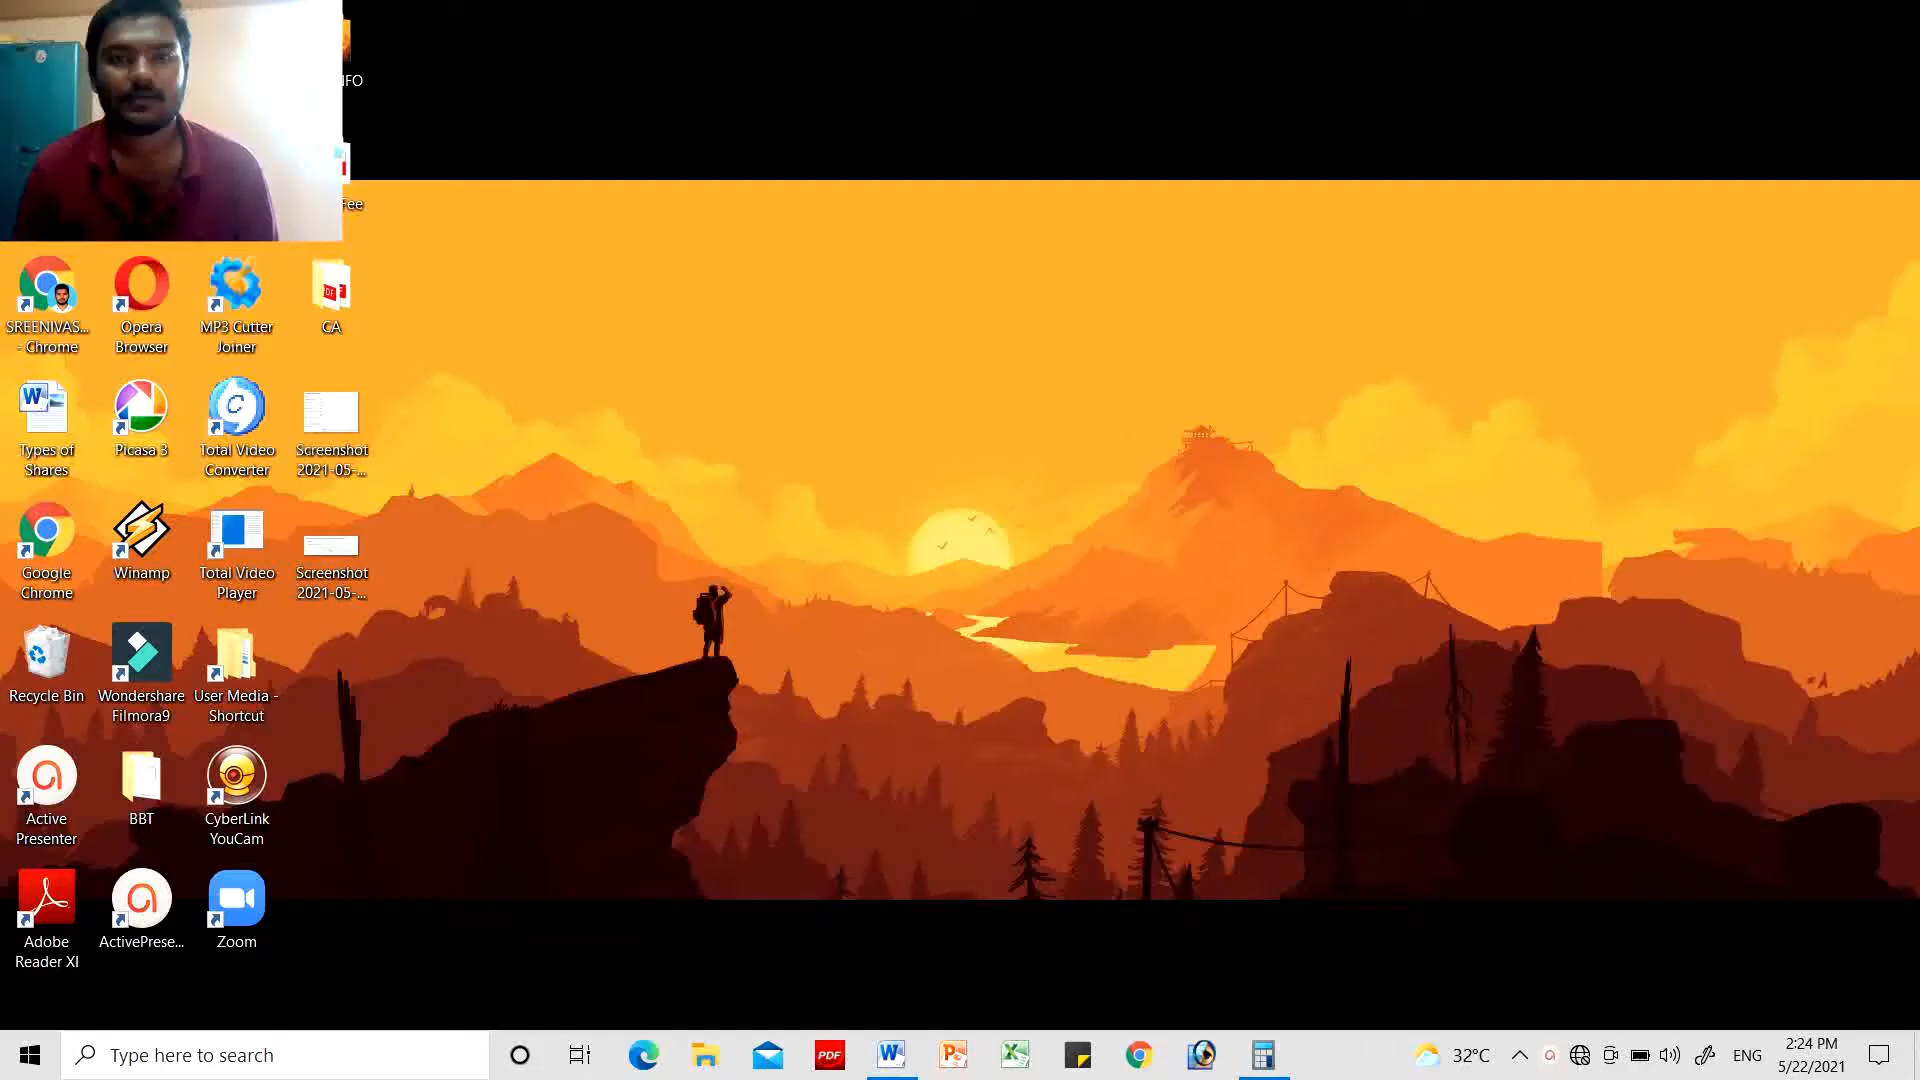 NFO
Fee
SREENIVAS...
- Chrome
Opera
Browser
MP3 Cutter
Joiner
CA
Types of
Shares
Picasa 3
Total Video
Converter
Screenshot
2021-05-...
Google
Chrome
Winamp
Total Video
Player
Screenshot
2021-05-...
Recycle Bin
Wondershare
Filmora9
User Media -
Shortcut
Active
Presenter
BBT
CyberLink
YouCam
Adobe
Reader XI
ActivePrese...
Zoom
Type here to search
PDF
32°C
ENG
2:24 PM
5/22/2021